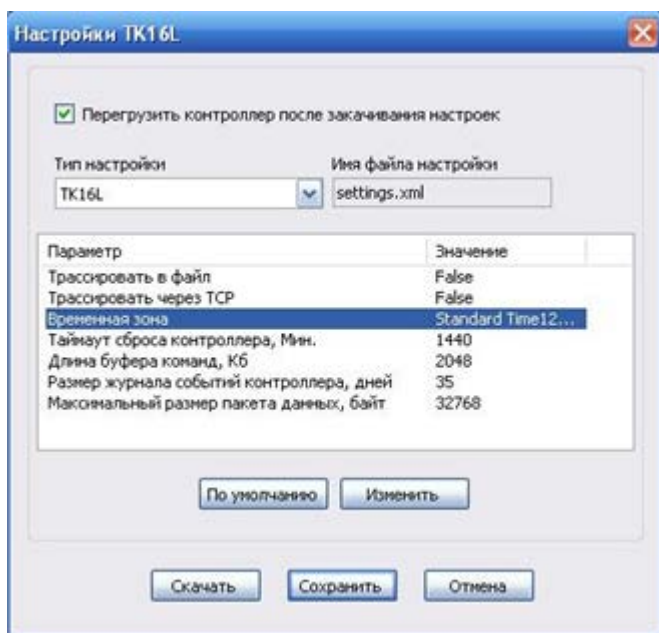 Настройки TK16L
Перегрузить контроллер после закачивания настроек
Тип настройки Имя файла настройки
TK16L settings.xml
Параметр Значение
Трассировать в файл False
Трассировать через TCP False
Временная зона Standard Time12...
Таймаут сброса контроллера, Мин. 1440
Длина буфера команд, Кб 2048
Размер журнала событий контроллера, дней 35
Максимальный размер пакета данных, байт 32768
По умолчанию Изменить
Скачать Сохранить Отмена